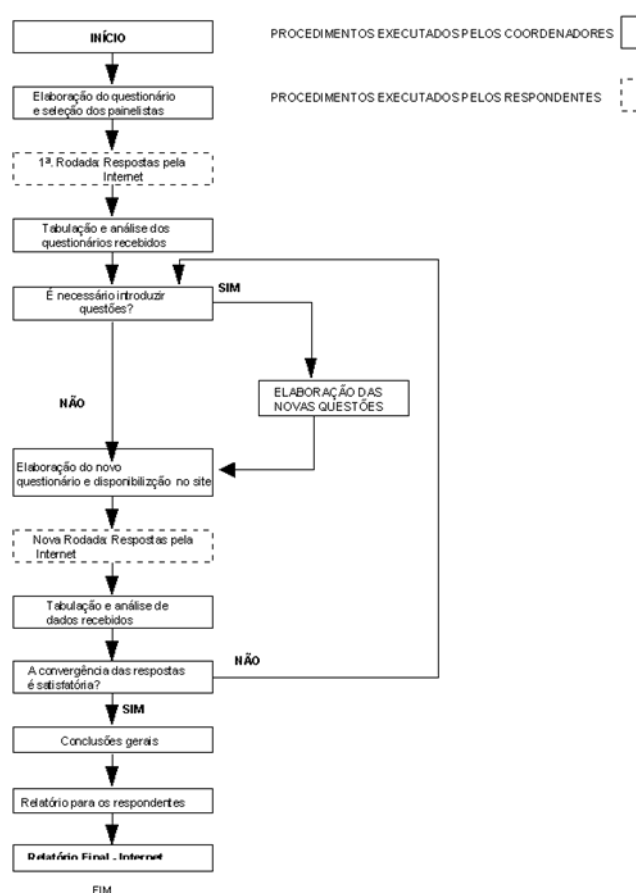 INÍCIO
PROCEDIMENTOS EXECUTADOS PELOS COORDENADORES
Elaboração do questionário
e seleção dos painelistas
PROCEDIMENTOS EXECUTADOS PELOS RESPONDENTES
1ª. Rodada: Respostas pela
Internet
Tabulação e análise dos
questionários recebidos
É necessário introduzir
questões?
SIM
ELABORAÇÃO DAS
NOVAS QUESTÕES
NÃO
Elaboração do novo
questionário e disponibilizção no site
Nova Rodada: Respostas pela
Internet
Tabulação e análise de
dados recebidos
A convergência das respostas
é satisfatória?
NÃO
SIM
Conclusões gerais
Relatório para os respondentes
Relatório Final - Internet
FIM